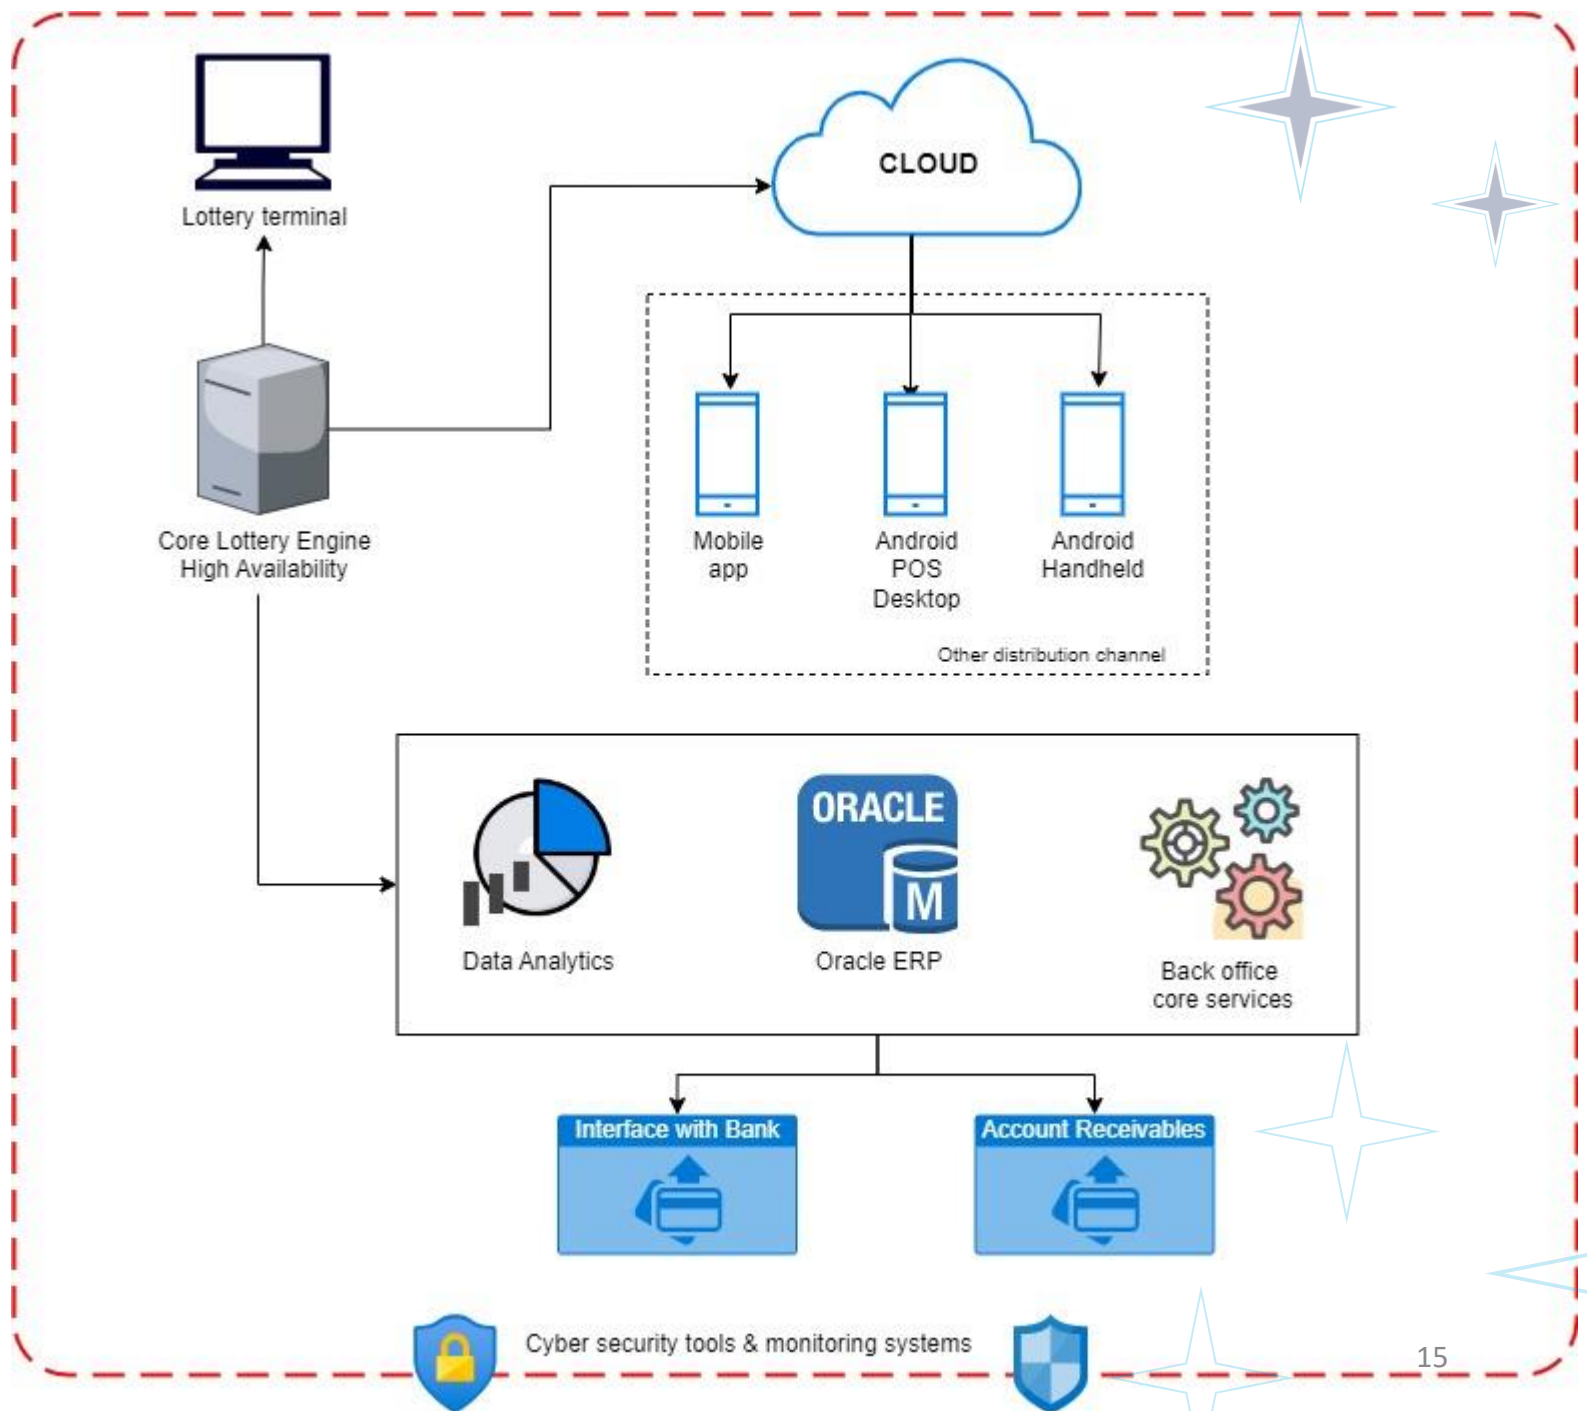 Lottery terminal
CLOUD
Core Lottery Engine
High Availability
Mobile
app
Android
POS
Desktop
Android
Handheld
Other distribution channel
ORACLE
M
Data Analytics
Oracle ERP
Back office
core services
Interface with Bank
Account Receivables
Cyber security tools & monitoring systems
15